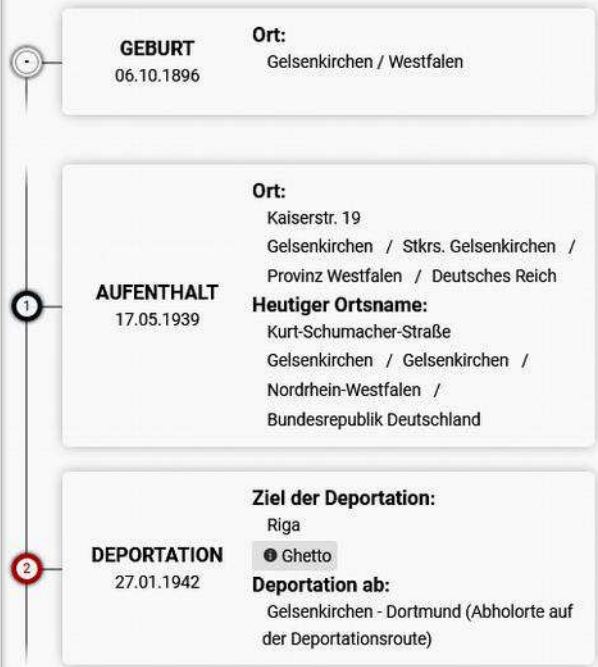 GEBURT
06.10.1896
Ort:
Gelsenkirchen / Westfalen
AUFENTHALT
17.05.1939
Ort:
Kaiserstr. 19
Gelsenkirchen / Stkrs. Gelsenkirchen /
Provinz Westfalen / Deutsches Reich
Heutiger Ortsname:
Kurt-Schumacher-Straße
Gelsenkirchen / Gelsenkirchen /
Nordrhein-Westfalen /
Bundesrepublik Deutschland
1
DEPORTATION
27.01.1942
Ziel der Deportation:
Riga
Ghetto
Deportation ab:
Gelsenkirchen - Dortmund (Abholorte auf
der Deportationsroute)
2